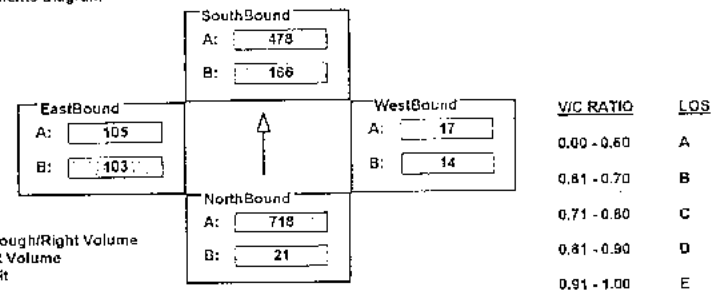 SouthBound
A: 478
B: 166
EastBound
A: 105
B: 103
WestBound
A: 17
B: 14
NorthBound
A: 718
B: 21
ough/Right Volume
Volume
it
V/C RATIO LOS
0.00 - 0.60 A
0.61 - 0.70 B
0.71 - 0.80 C
0.81 - 0.90 D
0.91 - 1.00 E